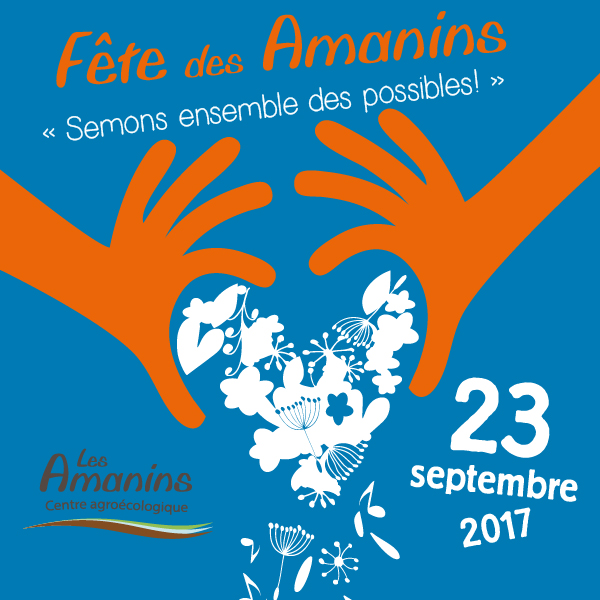 Fête des Amanins
« Semons ensemble des possibles! »
23
septembre
2017
Les
Amanins
Centre agroécologique